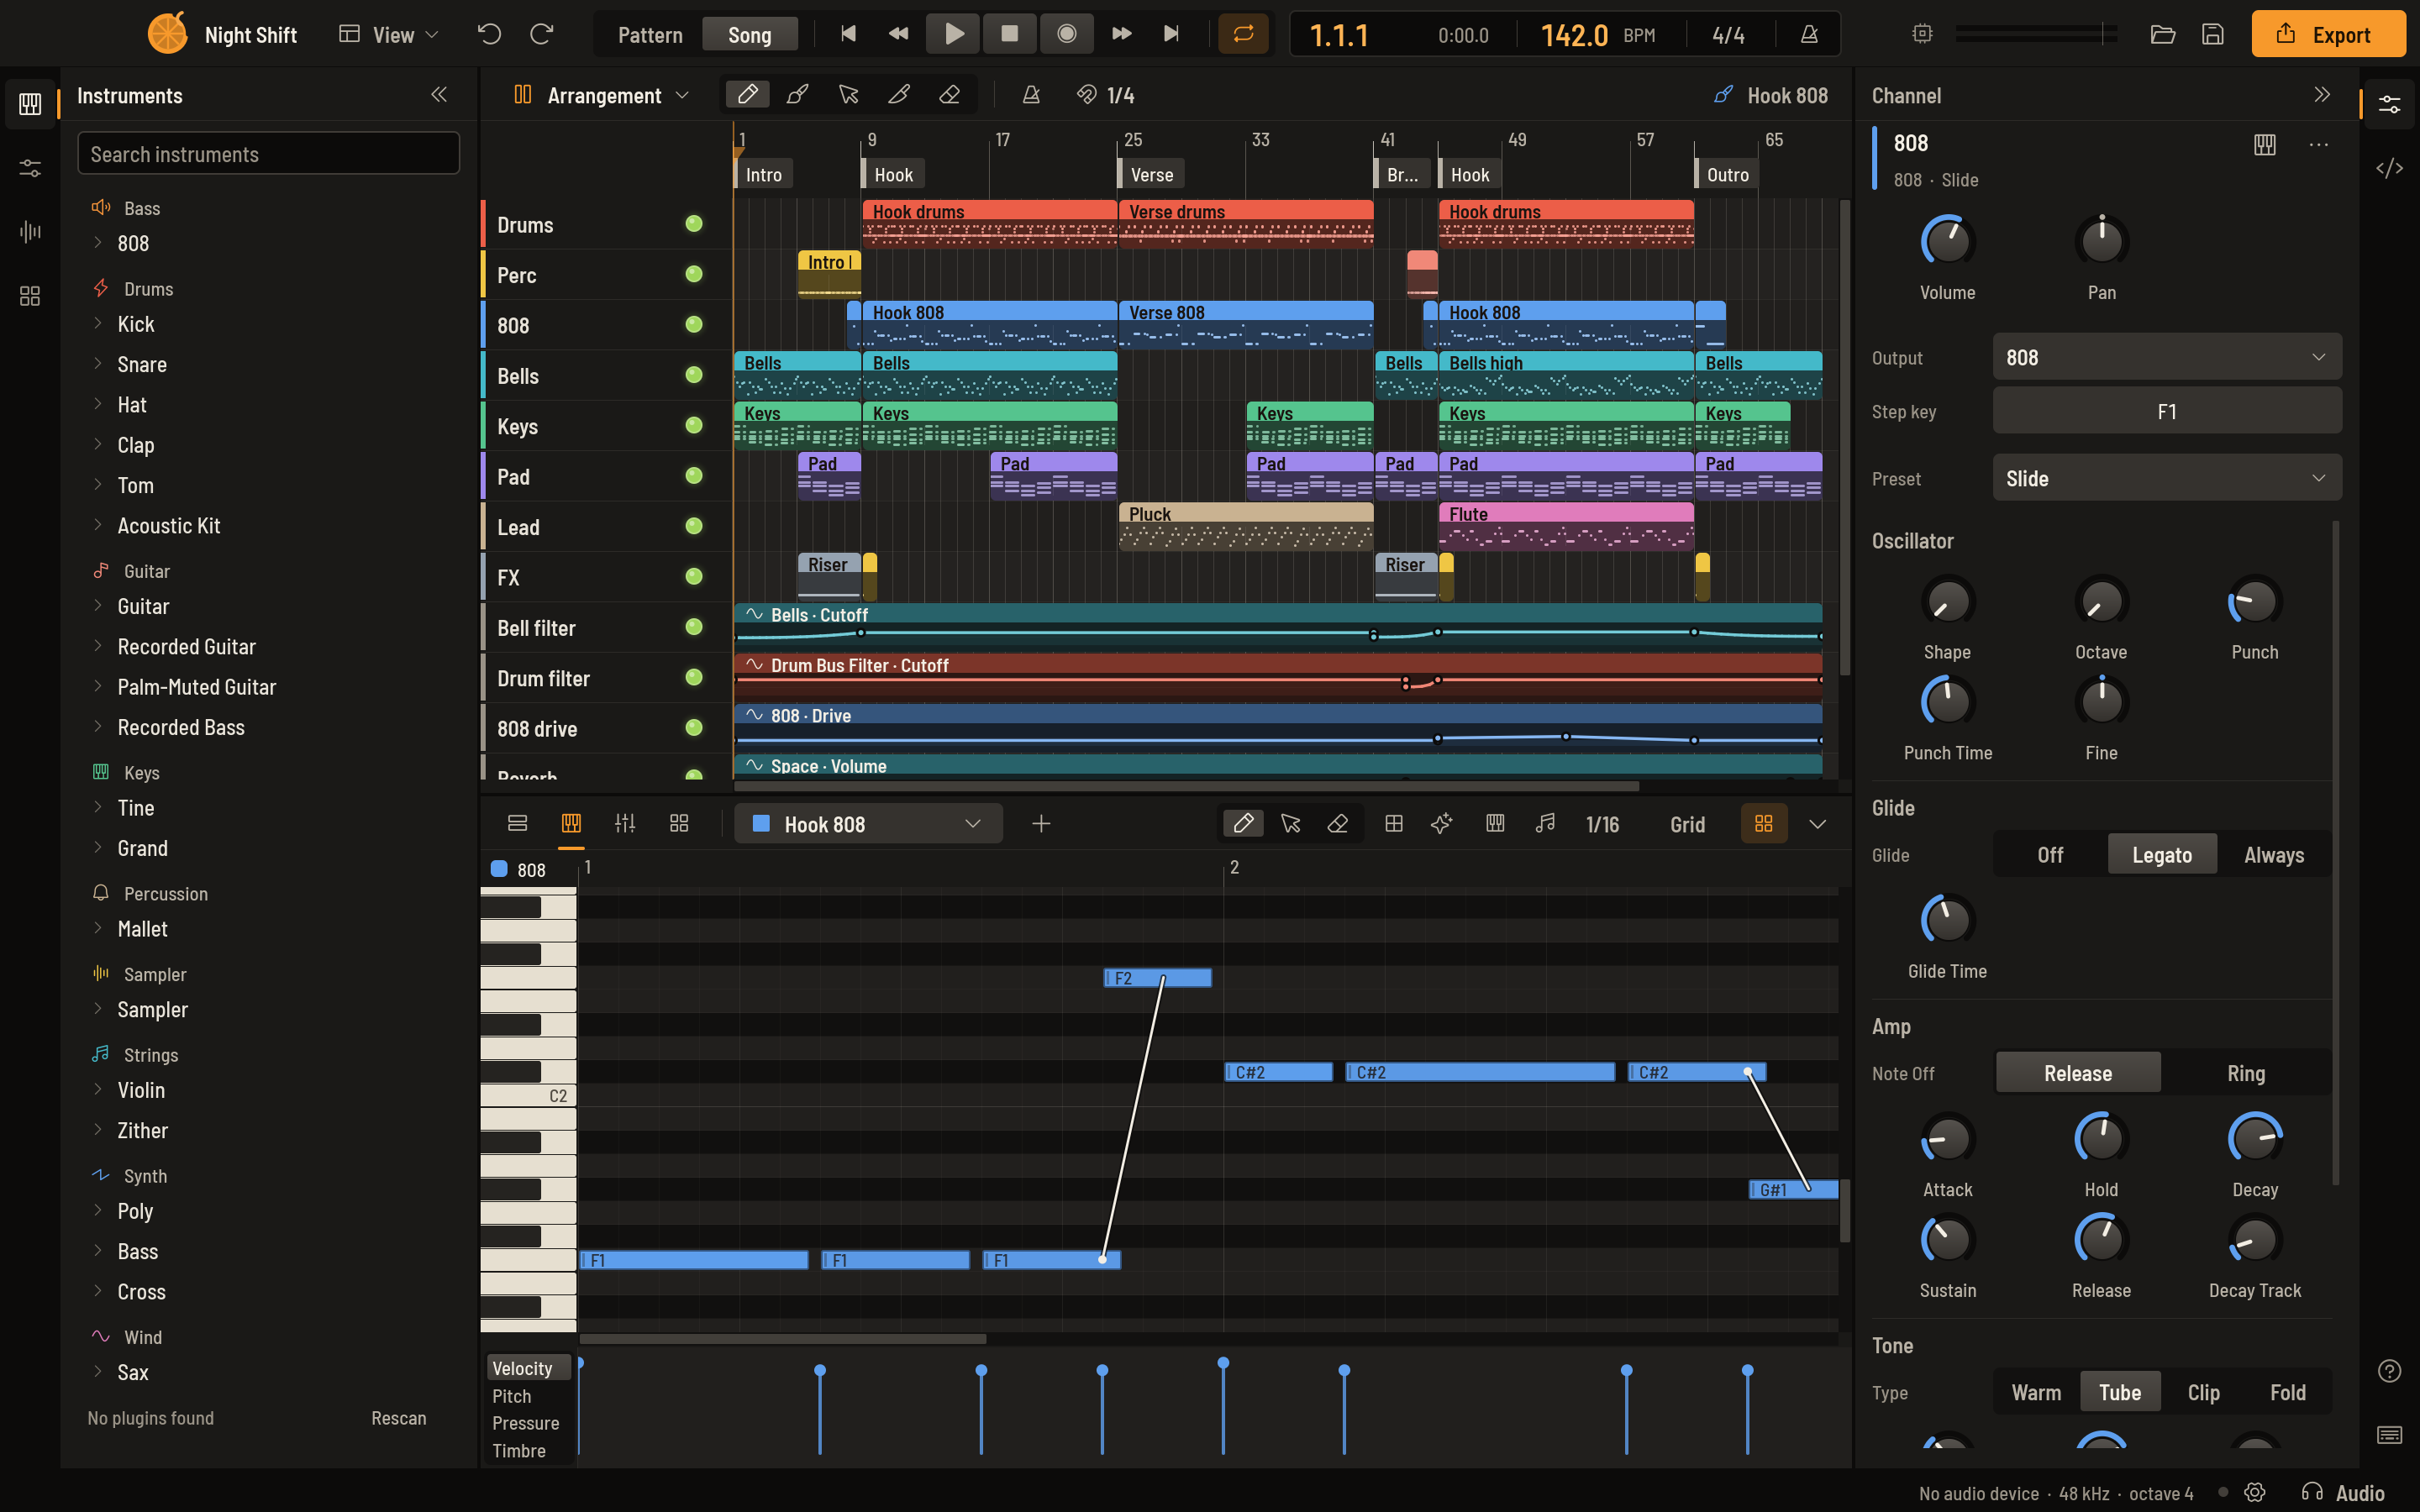 Night Shift
View
Pattern
Song
1.1.1
0:00.0
142.0 BPM
4/4
Export
Instruments
Search instruments
Bass
808
Drums
Kick
Snare
Hat
Clap
Tom
Acoustic Kit
Guitar
Guitar
Recorded Guitar
Palm-Muted Guitar
Recorded Bass
Keys
Tine
Grand
Percussion
Mallet
Sampler
Sampler
Strings
Violin
Zither
Synth
Poly
Bass
Cross
Wind
Sax
No plugins found
Rescan
Arrangement
1/4
Hook 808
1 9 17 25 33 41 49 57 65
Intro Hook Verse Br... Hook Outro
Drums
Hook drums Verse drums Hook drums
Perc
Intro
808
Hook 808 Verse 808 Hook 808
Bells
Bells Bells Bells Bells high Bells
Keys
Keys Keys Keys Keys Keys
Pad
Pad Pad Pad Pad Pad Pad
Lead
Pluck Flute
FX
Riser Riser
Bell filter
Bells · Cutoff
Drum filter
Drum Bus Filter · Cutoff
808 drive
808 · Drive
Reverb
Space · Volume
Hook 808
1/16
Grid
808
1 2
F2
C#2 C#2 C#2
C2
G#1
F1 F1 F1
Velocity
Pitch
Pressure
Timbre
Channel
808
808 · Slide
Volume Pan
Output 808
Step key F1
Preset Slide
Oscillator
Shape Octave Punch
Punch Time Fine
Glide
Glide Off Legato Always
Glide Time
Amp
Note Off Release Ring
Attack Hold Decay
Sustain Release Decay Track
Tone
Type Warm Tube Clip Fold
No audio device · 48 kHz · octave 4
Audio